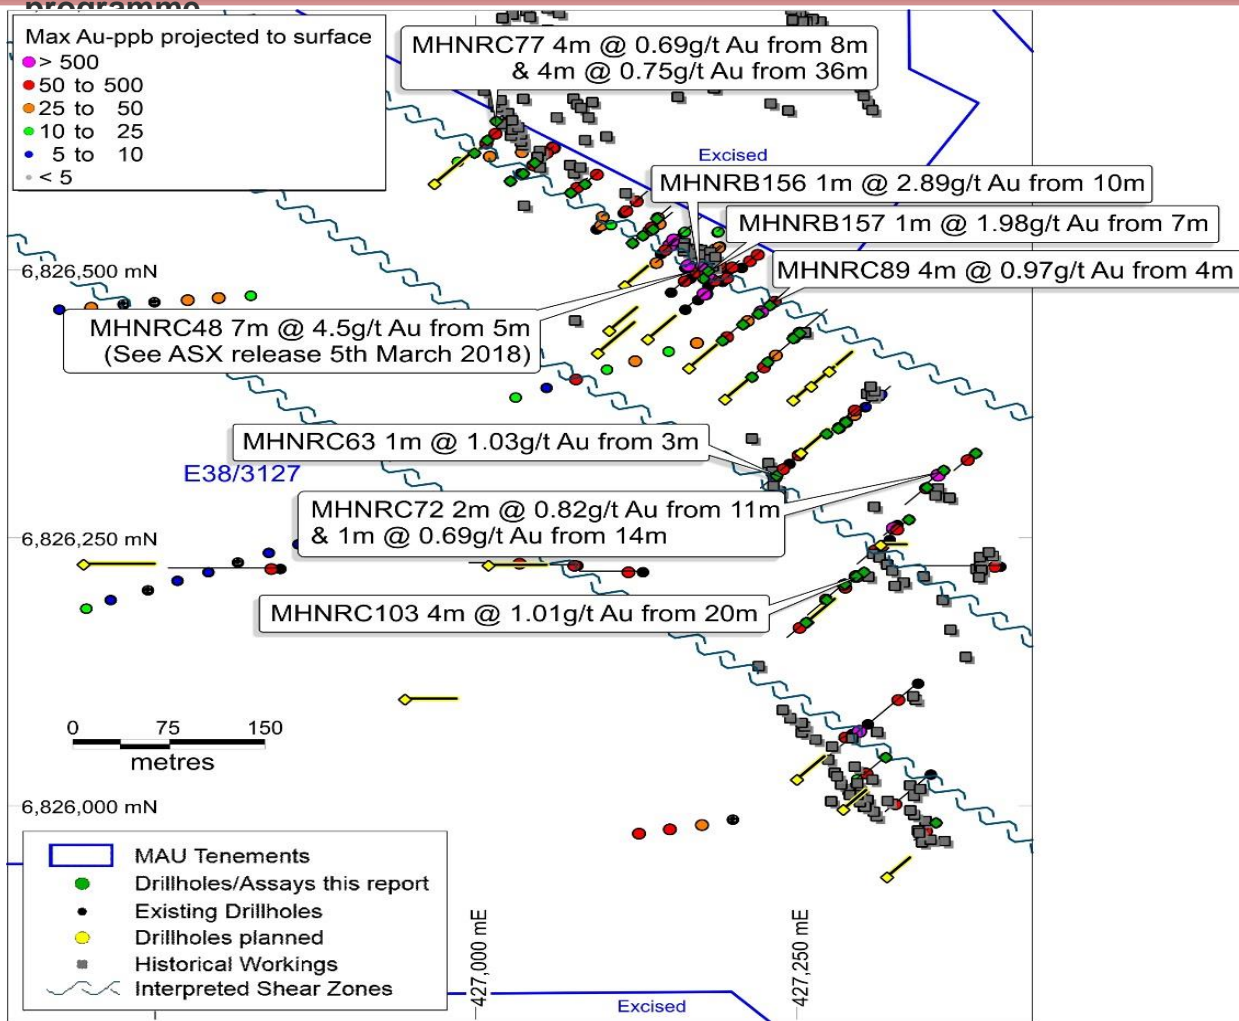 programme
Max Au-ppb projected to surface
> 500
50 to 500
25 to 50
10 to 25
5 to 10
< 5
MHNRC77 4m @ 0.69g/t Au from 8m
& 4m @ 0.75g/t Au from 36m
Excised
MHNRB156 1m @ 2.89g/t Au from 10m
MHNRB157 1m @ 1.98g/t Au from 7m
MHNRC89 4m @ 0.97g/t Au from 4m
6,826,500 mN
MHNRC48 7m @ 4.5g/t Au from 5m
(See ASX release 5th March 2018)
MHNRC63 1m @ 1.03g/t Au from 3m
E38/3127
MHNRC72 2m @ 0.82g/t Au from 11m
& 1m @ 0.69g/t Au from 14m
6,826,250 mN
MHNRC103 4m @ 1.01g/t Au from 20m
0 75 150
metres
6,826,000 mN
MAU Tenements
Drillholes/Assays this report
Existing Drillholes
Drillholes planned
Historical Workings
Interpreted Shear Zones
427,000 mE
427,250 mE
Excised